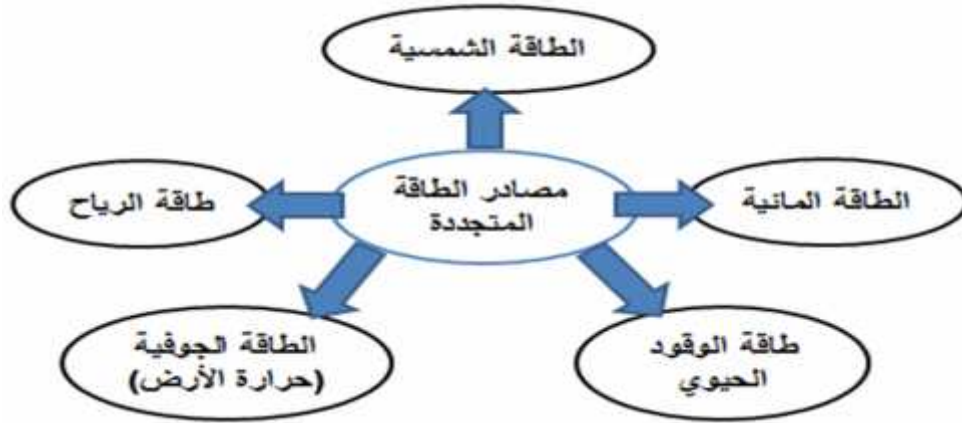 الطاقة الشمسية
مصادر الطاقة
المتجددة
الطاقة المائية
طاقة الرياح
طاقة الوقود
الحيوي
الطاقة الجوفية
(حرارة الأرض)